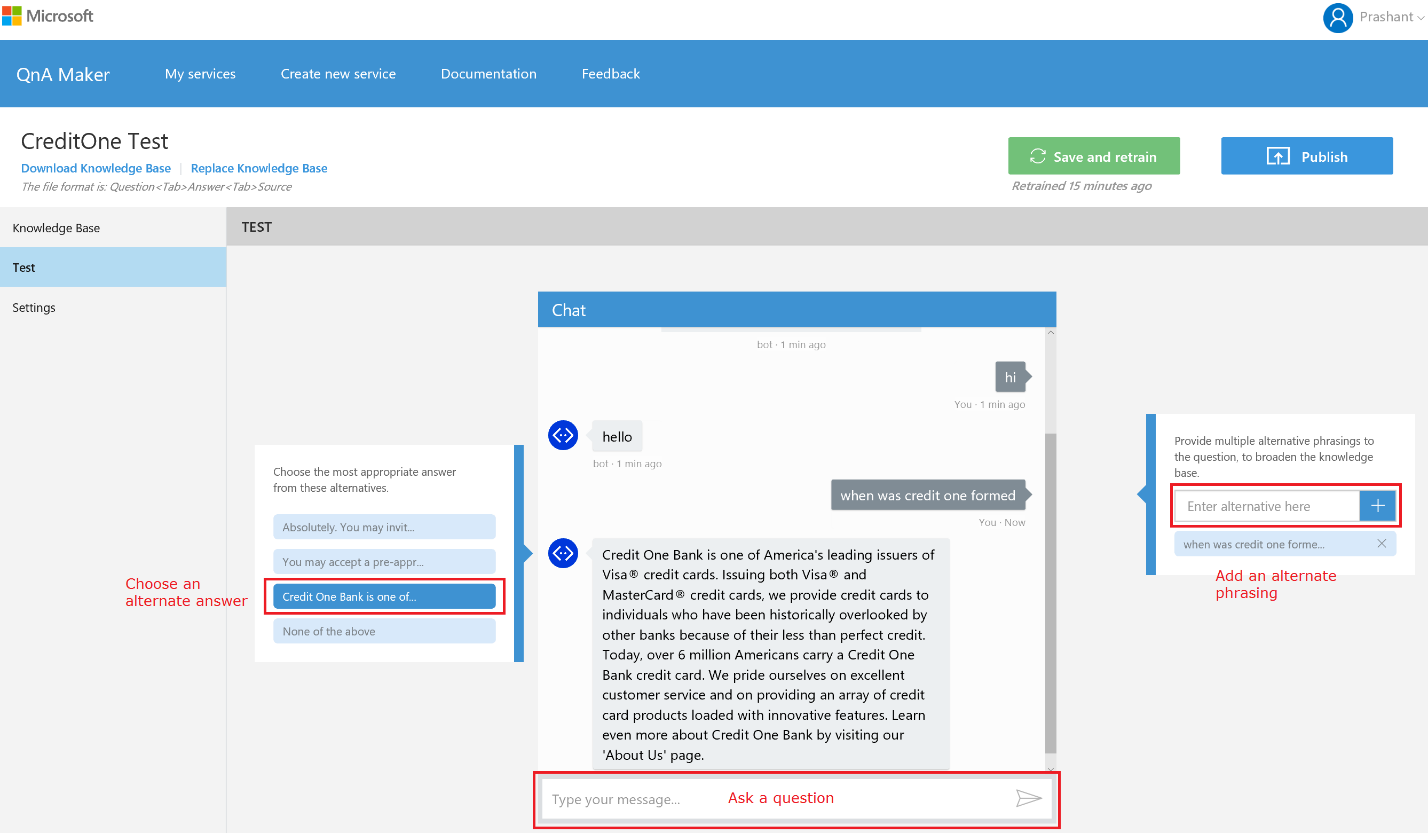 Microsoft
Prashant
QnA Maker
My services
Create new service
Documentation
Feedback
CreditOne Test
Download Knowledge Base
Replace Knowledge Base
The file format is: Question<Tab>Answer<Tab>Source
Save and retrain
Retrained 15 minutes ago
Publish
Knowledge Base
Test
Settings
TEST
Chat
bot · 1 min ago
hi
You · 1 min ago
hello
bot · 1 min ago
when was credit one formed
You · Now
Credit One Bank is one of America's leading issuers of
Visa® credit cards. Issuing both Visa® and
MasterCard® credit cards, we provide credit cards to
individuals who have been historically overlooked by
other banks because of their less than perfect credit.
Today, over 6 million Americans carry a Credit One
Bank credit card. We pride ourselves on excellent
customer service and on providing an array of credit
card products loaded with innovative features. Learn
even more about Credit One Bank by visiting our
'About Us' page.
Type your message...
Ask a question
Choose the most appropriate answer
from these alternatives.
Absolutely. You may invit...
You may accept a pre-appr...
Credit One Bank is one of...
None of the above
Choose an
alternate answer
Provide multiple alternative phrasings to
the question, to broaden the knowledge
base.
Enter alternative here
when was credit one forme...
Add an alternate
phrasing